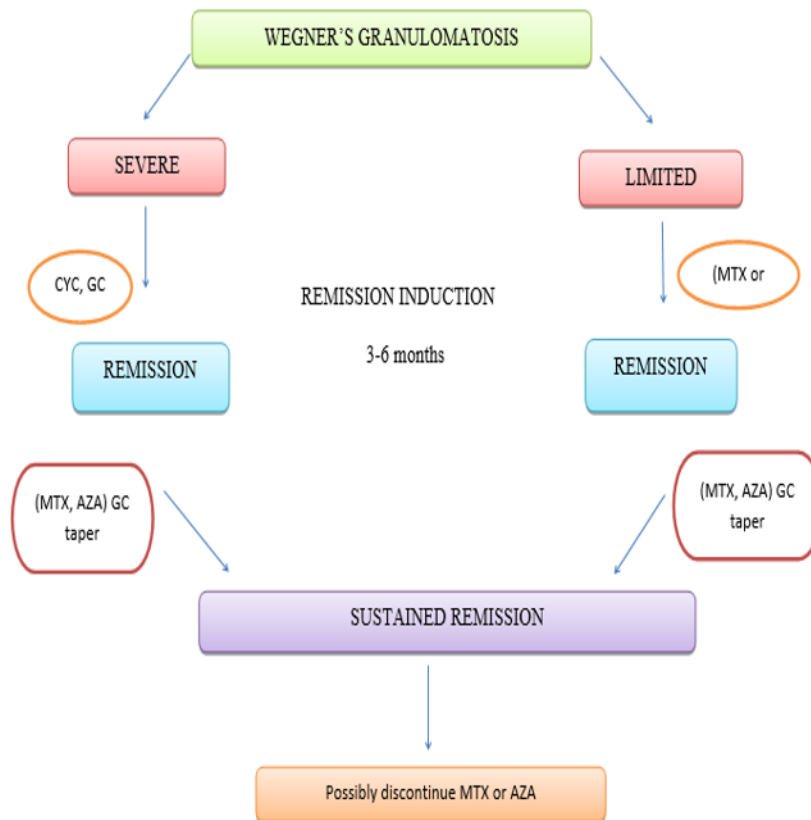 WEGNER’S GRANULOMATOSIS
SEVERE
LIMITED
CYC, GC
REMISSION INDUCTION
3-6 months
(MTX or
REMISSION
REMISSION
(MTX, AZA) GC
taper
(MTX, AZA) GC
taper
SUSTAINED REMISSION
Possibly discontinue MTX or AZA